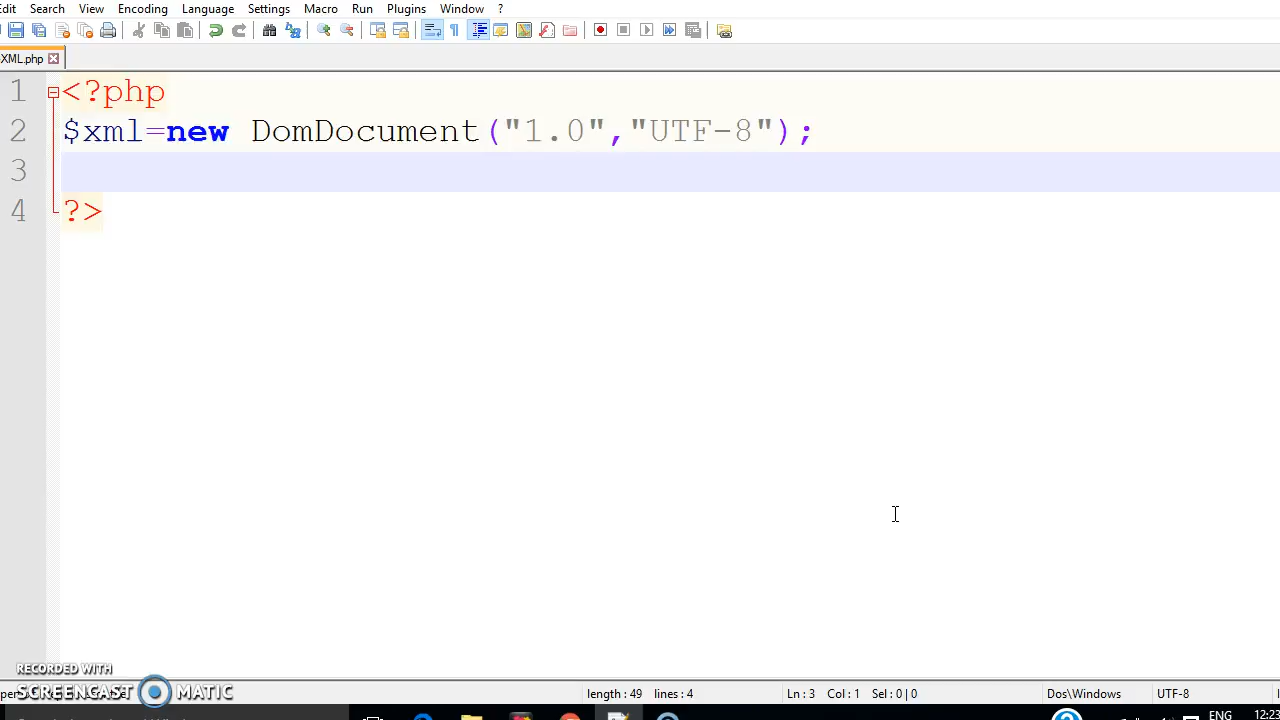 Edit Search View Encoding Language Settings Macro Run Plugins Window ?
XML.php
1 <?php
2 $xml=new DomDocument("1.0","UTF-8");
3
4 ?>
RECORDED WITH
SCREENCAST MATIC
length : 49 lines : 4 Ln : 3 Col : 1 Sel : 0 | 0 Dos\Windows UTF-8
ENG 12:23